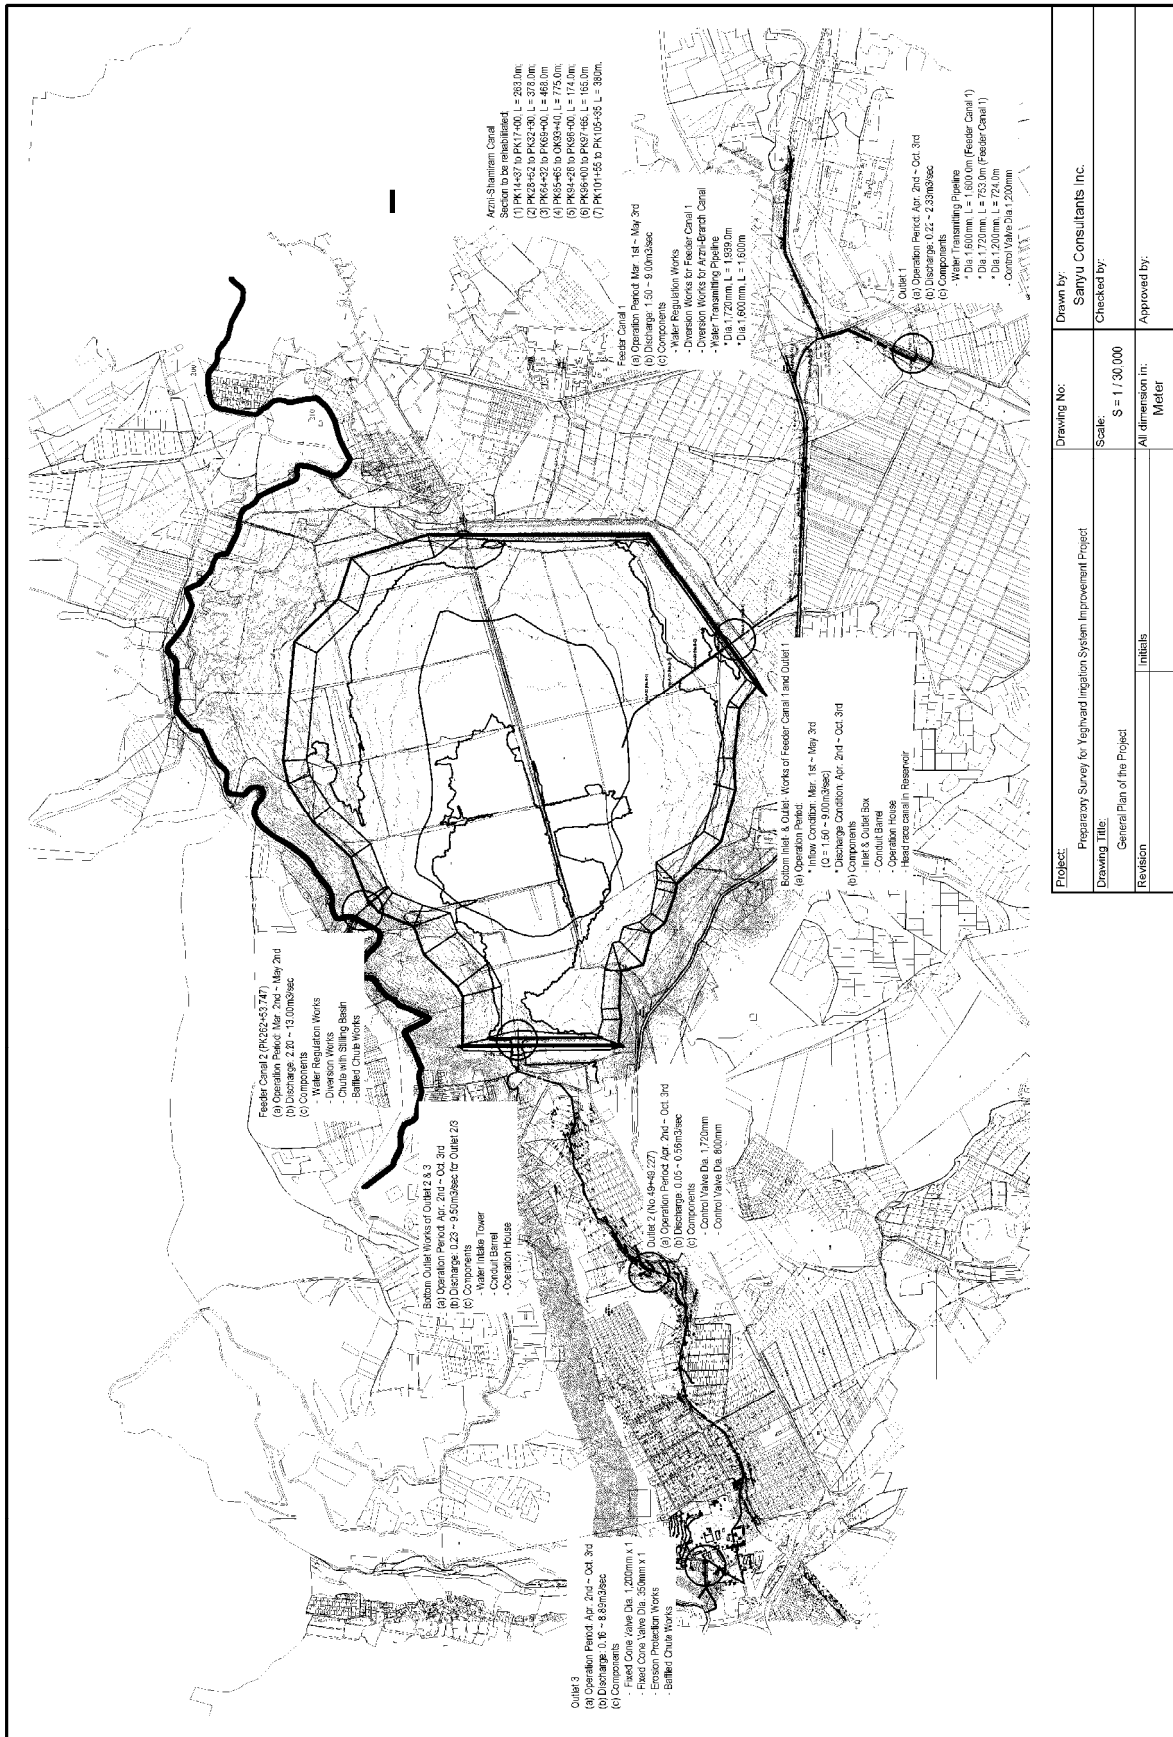 Arzni-Shamiram Canal
Section to be rehabilitated:
(1) PK14+37 to PK17+00, L = 263.0m,
(2) PK28+52 to PK32+30, L = 378.0m,
(3) PK64+32 to PK69+00, L = 468.0m
(4) PK85+65 to OK93+40, L = 775.0m,
(5) PK94+26 to PK96+00, L = 174.0m,
(6) PK96+00 to PK97+65, L = 165.0m
(7) PK101+55 to PK105+35, L = 380m,
Feeder Canal 1
(a) Operation Period: Mar. 1st ~ May 3rd
(b) Discharge: 1.50 ~ 9.00m3/sec
(c) Components
- Water Regulation Works
- Diversion Works for Feeder Canal 1
- Diversion Works for Arzni-Branch Canal
- Water Transmitting Pipeline
* Dia.1,720mm, L = 1,939.0m
* Dia.1,600mm, L = 1,600m
Outlet 1
(a) Operation Period: Apr. 2nd ~ Oct. 3rd
(b) Discharge: 0.22 ~ 2.33m3/sec
(c) Components
- Water Transmitting Pipeline
* Dia.1,600mm, L = 1,600.0m (Feeder Canal 1)
* Dia.1,720mm, L = 753.0m (Feeder Canal 1)
* Dia.1,200mm, L = 724.0m
- Control Valve Dia.1,200mm
Bottom Inlet- & Outlet- Works of Feeder Canal 1 and Outlet 1
(a) Operation Period:
* Inflow Condition: Mar. 1st ~ May 3rd
(Q = 1.50 ~ 9.00m3/sec)
* Discharge Condition: Apr. 2nd ~ Oct. 3rd
(b) Components
Inlet & Outlet Box
Conduit Barrel
- Operation House
- Head race canal in Reservoir
Feeder Canal 2 (PK262+53.747)
(a) Operation Period: Mar. 2nd ~ May 2nd
(b) Discharge: 2.20 ~ 13.00m3/sec
(c) Components
- Water Regulation Works
- Diversion Works
- Chute with Stilling Basin
- Baffled Chute Works
Bottom Outlet Works of Outlet 2 & 3
(a) Operation Period: Apr. 2nd ~ Oct. 3rd
(b) Discharge: 0.23 ~ 9.50m3/sec for Outlet 2/3
(c) Components
- Water Intake Tower
- Conduit Barrel
- Operation House
Outlet 2 (No.49+49.227)
(a) Operation Period: Apr. 2nd ~ Oct. 3rd
(b) Discharge: 0.05 ~ 0.56m3/sec
(c) Components
- Control Valve Dia. 1,720mm
- Control Valve Dia. 800mm
Outlet 3
(a) Operation Period: Apr. 2nd ~ Oct. 3rd
(b) Discharge: 0.16 ~ 8.89m3/sec
(c) Components
- Fixed Cone Valve Dia. 1,200mm x 1
- Fixed Cone Valve Dia. 350mm x 1
- Erosion Protection Works
- Baffled Chute Works
Project:
Preparatory Survey for Yeghvard Irrigation System Improvement Project
Drawing Title:
General Plan of the Project
Revision
Initials
Drawing No:
Scale:
S = 1 / 30,000
All dimension in:
Meter
Drawn by:
Sanyu Consultants Inc.
Checked by:
Approved by: